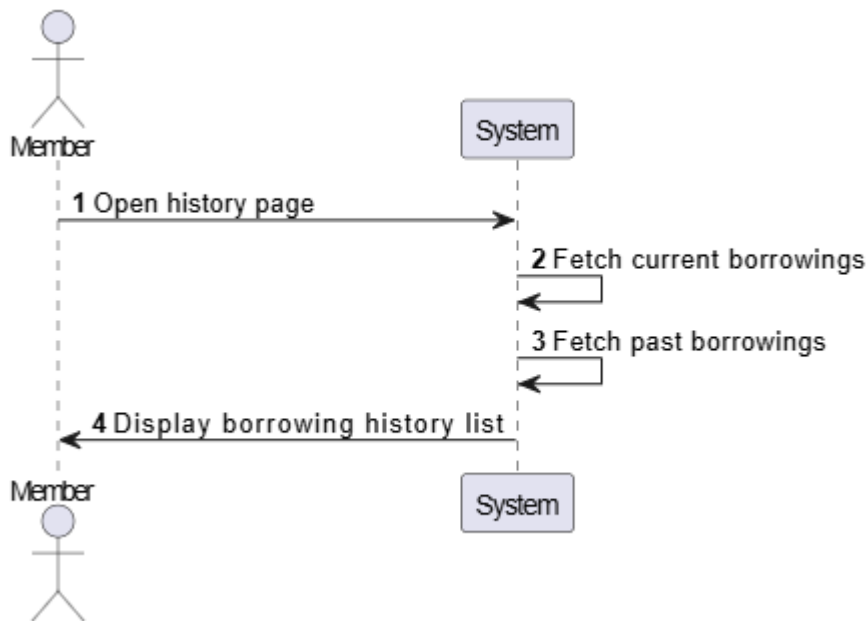 Member
System
1 Open history page
2 Fetch current borrowings
3 Fetch past borrowings
4 Display borrowing history list
Member
System